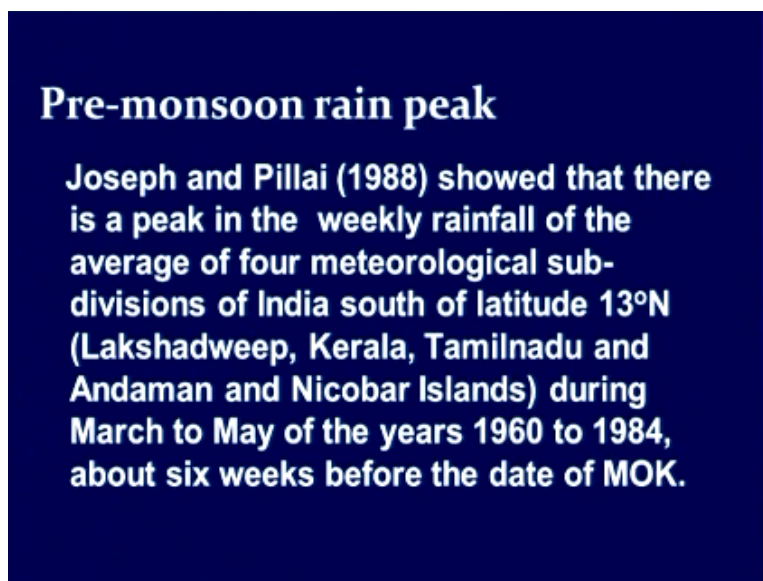 Pre-monsoon rain peak
Joseph and Pillai (1988) showed that there
is a peak in the weekly rainfall of the
average of four meteorological sub-
divisions of India south of latitude 13°N
(Lakshadweep, Kerala, Tamilnadu and
Andaman and Nicobar Islands) during
March to May of the years 1960 to 1984,
about six weeks before the date of MOK.